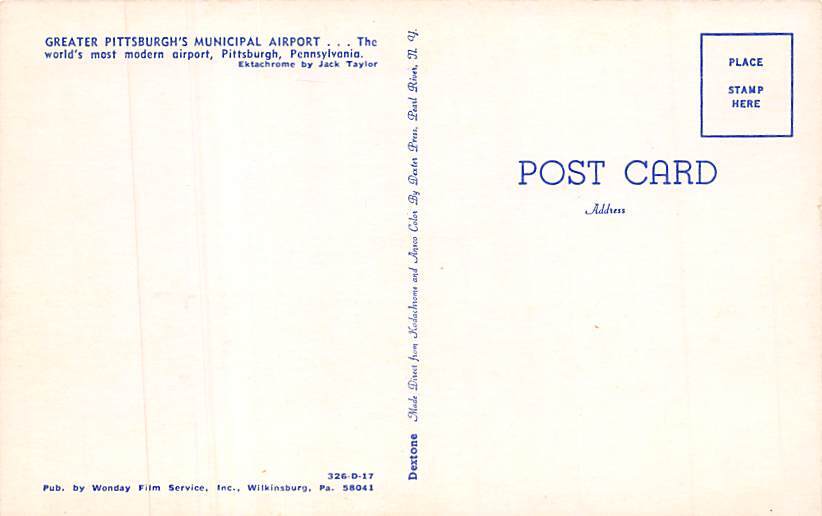 GREATER PITTSBURGH'S MUNICIPAL AIRPORT . . . The
world's most modern airport, Pittsburgh, Pennsylvania.
Ektachrome by Jack Taylor
326-D-17
Pub. by Wonday Film Service, Inc., Wilkinsburg, Pa. 58041
Dextone Made Direct from Kodachrome and Ansco Color By Dexter Press, Pearl River, N. Y.
PLACE
STAMP
HERE
POST CARD
Address